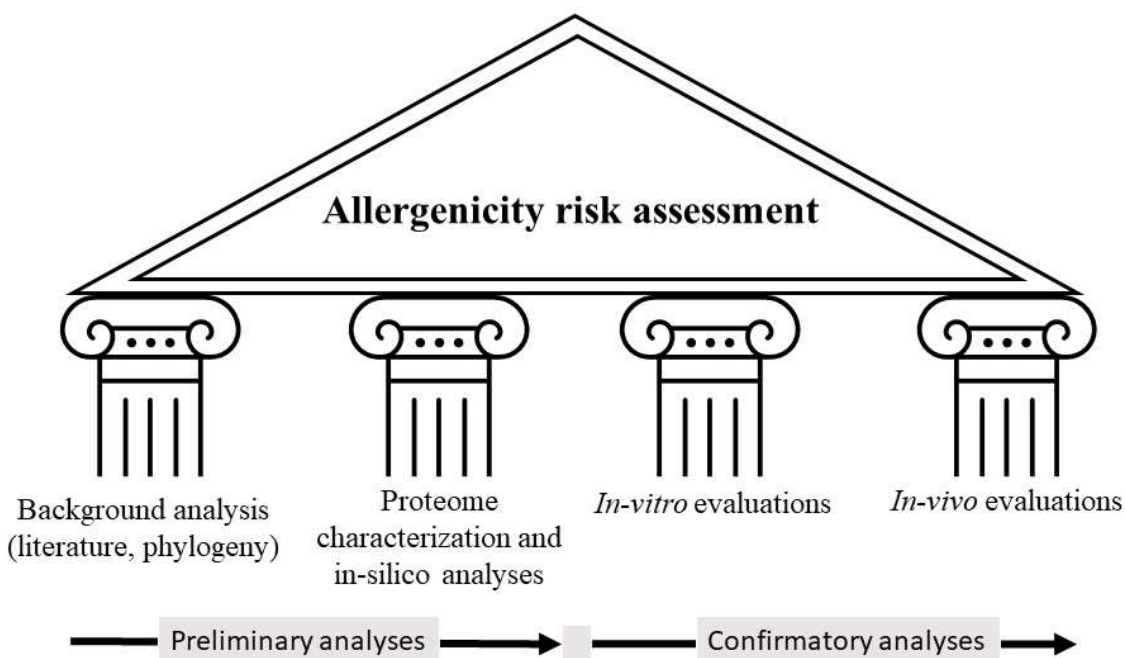 Allergenicity risk assessment
Background analysis
(literature, phylogeny)
Proteome
characterization and
in-silico analyses
In-vitro evaluations
In-vivo evaluations
Preliminary analyses
Confirmatory analyses